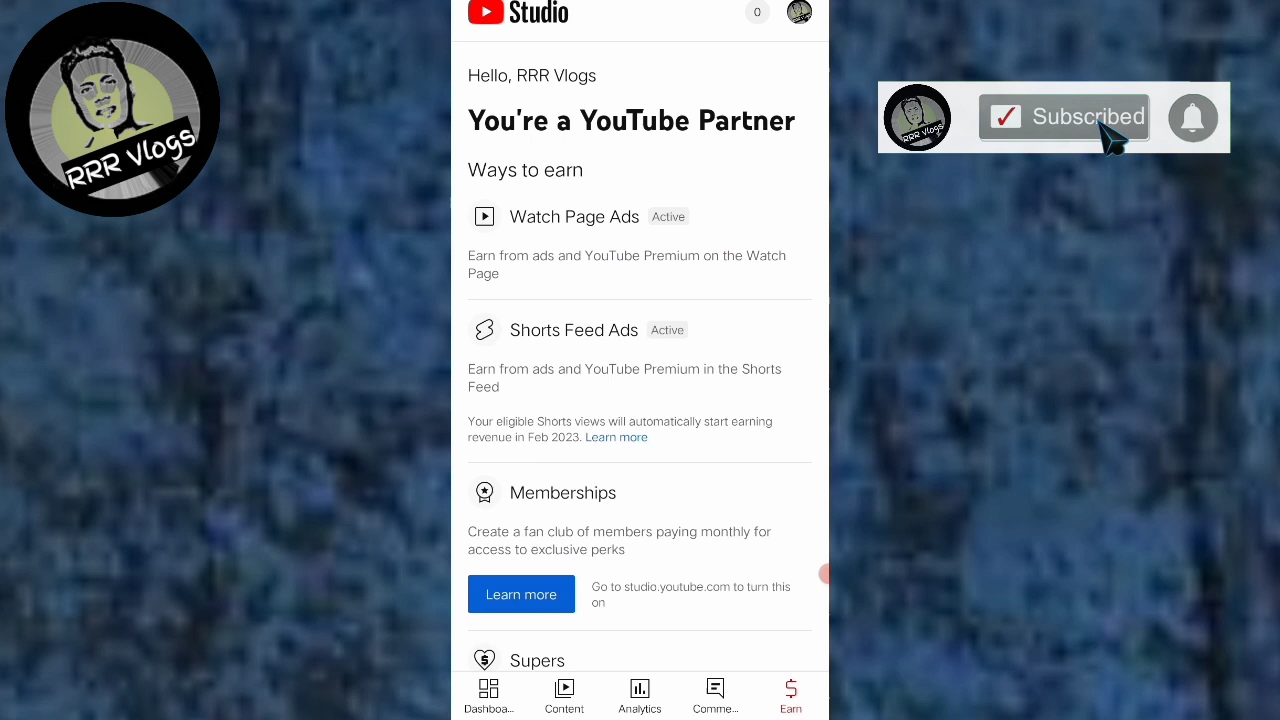 RRR Vlogs
Studio
0
Hello, RRR Vlogs
You're a YouTube Partner
Ways to earn
Watch Page Ads Active
Earn from ads and YouTube Premium on the Watch
Page
Shorts Feed Ads Active
Earn from ads and YouTube Premium in the Shorts
Feed
Your eligible Shorts views will automatically start earning
revenue in Feb 2023. Learn more
Memberships
Create a fan club of members paying monthly for
access to exclusive perks
Learn more
Go to studio.youtube.com to turn this
on
Supers
Dashboa...
Content
Analytics
Comme...
Earn
RRR Vlogs
Subscribed